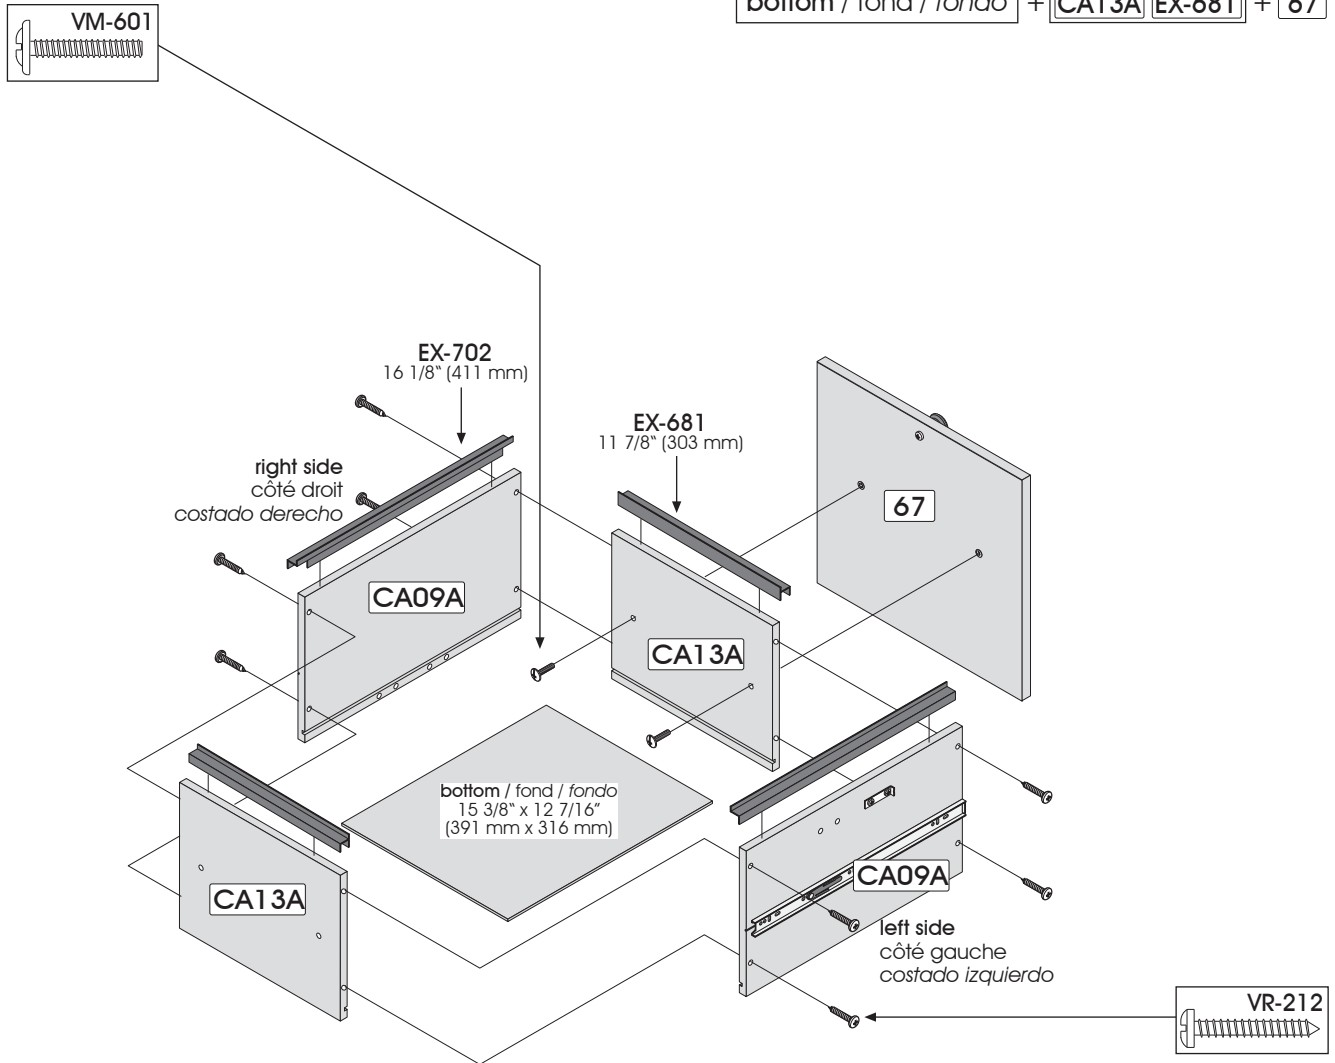 VM-601
bottom / fond / fondo + CA13A EX-681 + 67
EX-702
16 1/8“ (411 mm)
EX-681
11 7/8“ (303 mm)
right side
côté droit
costado derecho
67
CA09A
CA13A
bottom / fond / fondo
15 3/8“ x 12 7/16”
(391 mm x 316 mm)
CA13A
CA09A
left side
côté gauche
costado izquierdo
VR-212